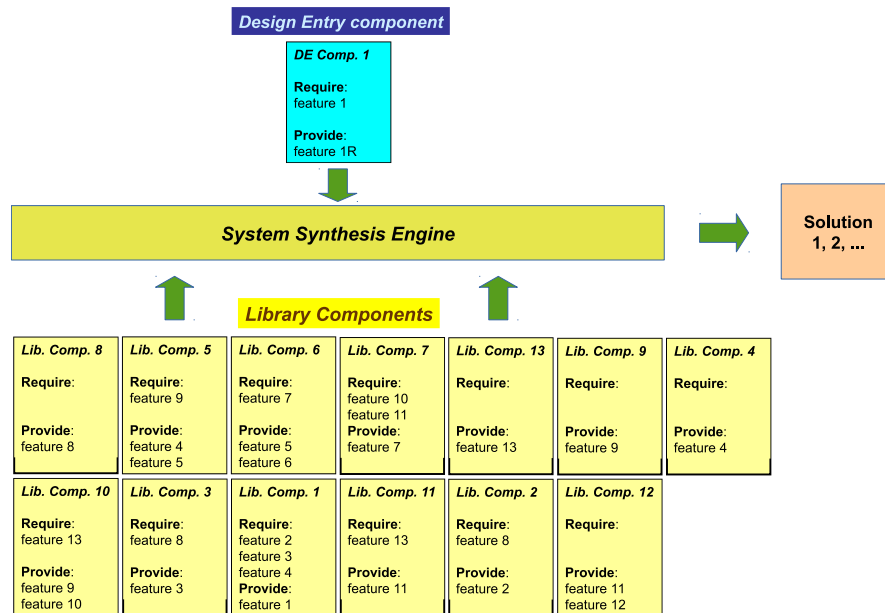 Design Entry component
DE Comp. 1
Require:
feature 1
Provide:
feature 1R
System Synthesis Engine
Solution
1, 2, ...
Library Components
Lib. Comp. 8
Require:
Provide:
feature 8
Lib. Comp. 5
Require:
feature 9
Provide:
feature 4
feature 5
Lib. Comp. 6
Require:
feature 7
Provide:
feature 5
feature 6
Lib. Comp. 7
Require:
feature 10
feature 11
Provide:
feature 7
Lib. Comp. 13
Require:
Provide:
feature 13
Lib. Comp. 9
Require:
Provide:
feature 9
Lib. Comp. 4
Require:
Provide:
feature 4
Lib. Comp. 10
Require:
feature 13
Provide:
feature 9
feature 10
Lib. Comp. 3
Require:
feature 8
Provide:
feature 3
Lib. Comp. 1
Require:
feature 2
feature 3
feature 4
Provide:
feature 1
Lib. Comp. 11
Require:
feature 13
Provide:
feature 11
Lib. Comp. 2
Require:
feature 8
Provide:
feature 2
Lib. Comp. 12
Require:
Provide:
feature 11
feature 12